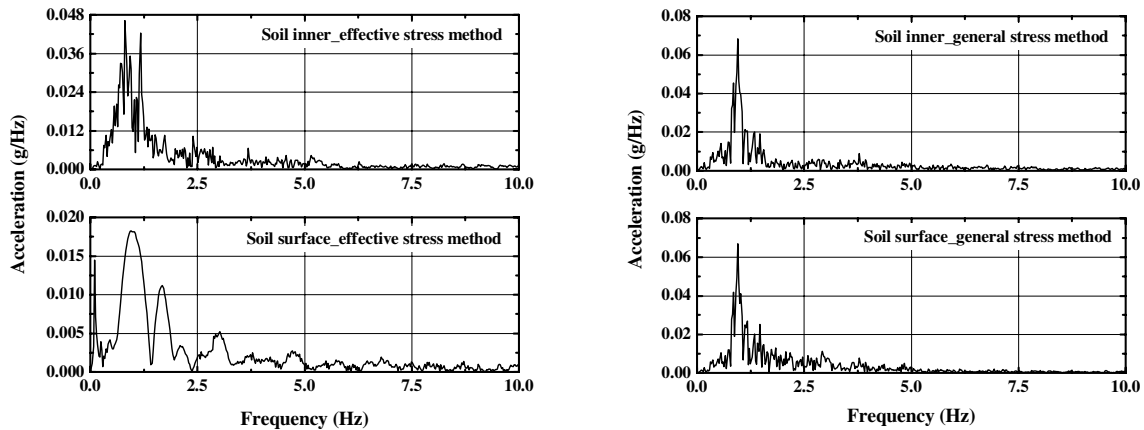 Acceleration (g/Hz)
0.048
0.036
0.024
0.012
0.000
Soil inner_effective stress method
0.0 2.5 5.0 7.5 10.0
0.020
0.015
0.010
0.005
0.000
Soil surface_effective stress method
0.0 2.5 5.0 7.5 10.0
Frequency (Hz)
Acceleration (g/Hz)
0.08
0.06
0.04
0.02
0.00
Soil inner_general stress method
0.0 2.5 5.0 7.5 10.0
0.08
0.06
0.04
0.02
0.00
Soil surface_general stress method
0.0 2.5 5.0 7.5 10.0
Frequency (Hz)